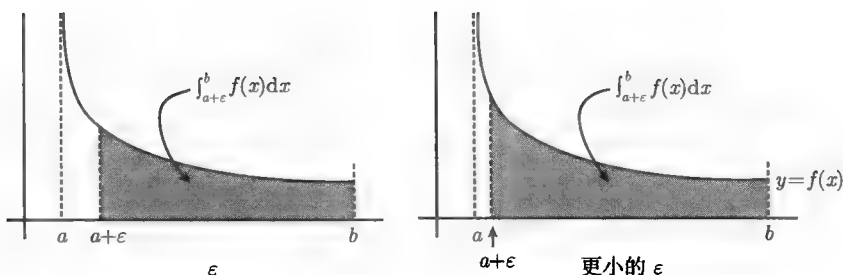 ∫_{a+ε}^{b} f(x)dx
a
a+ε
b
ε
∫_{a+ε}^{b} f(x)dx
y=f(x)
a
a+ε
b
更小的 ε